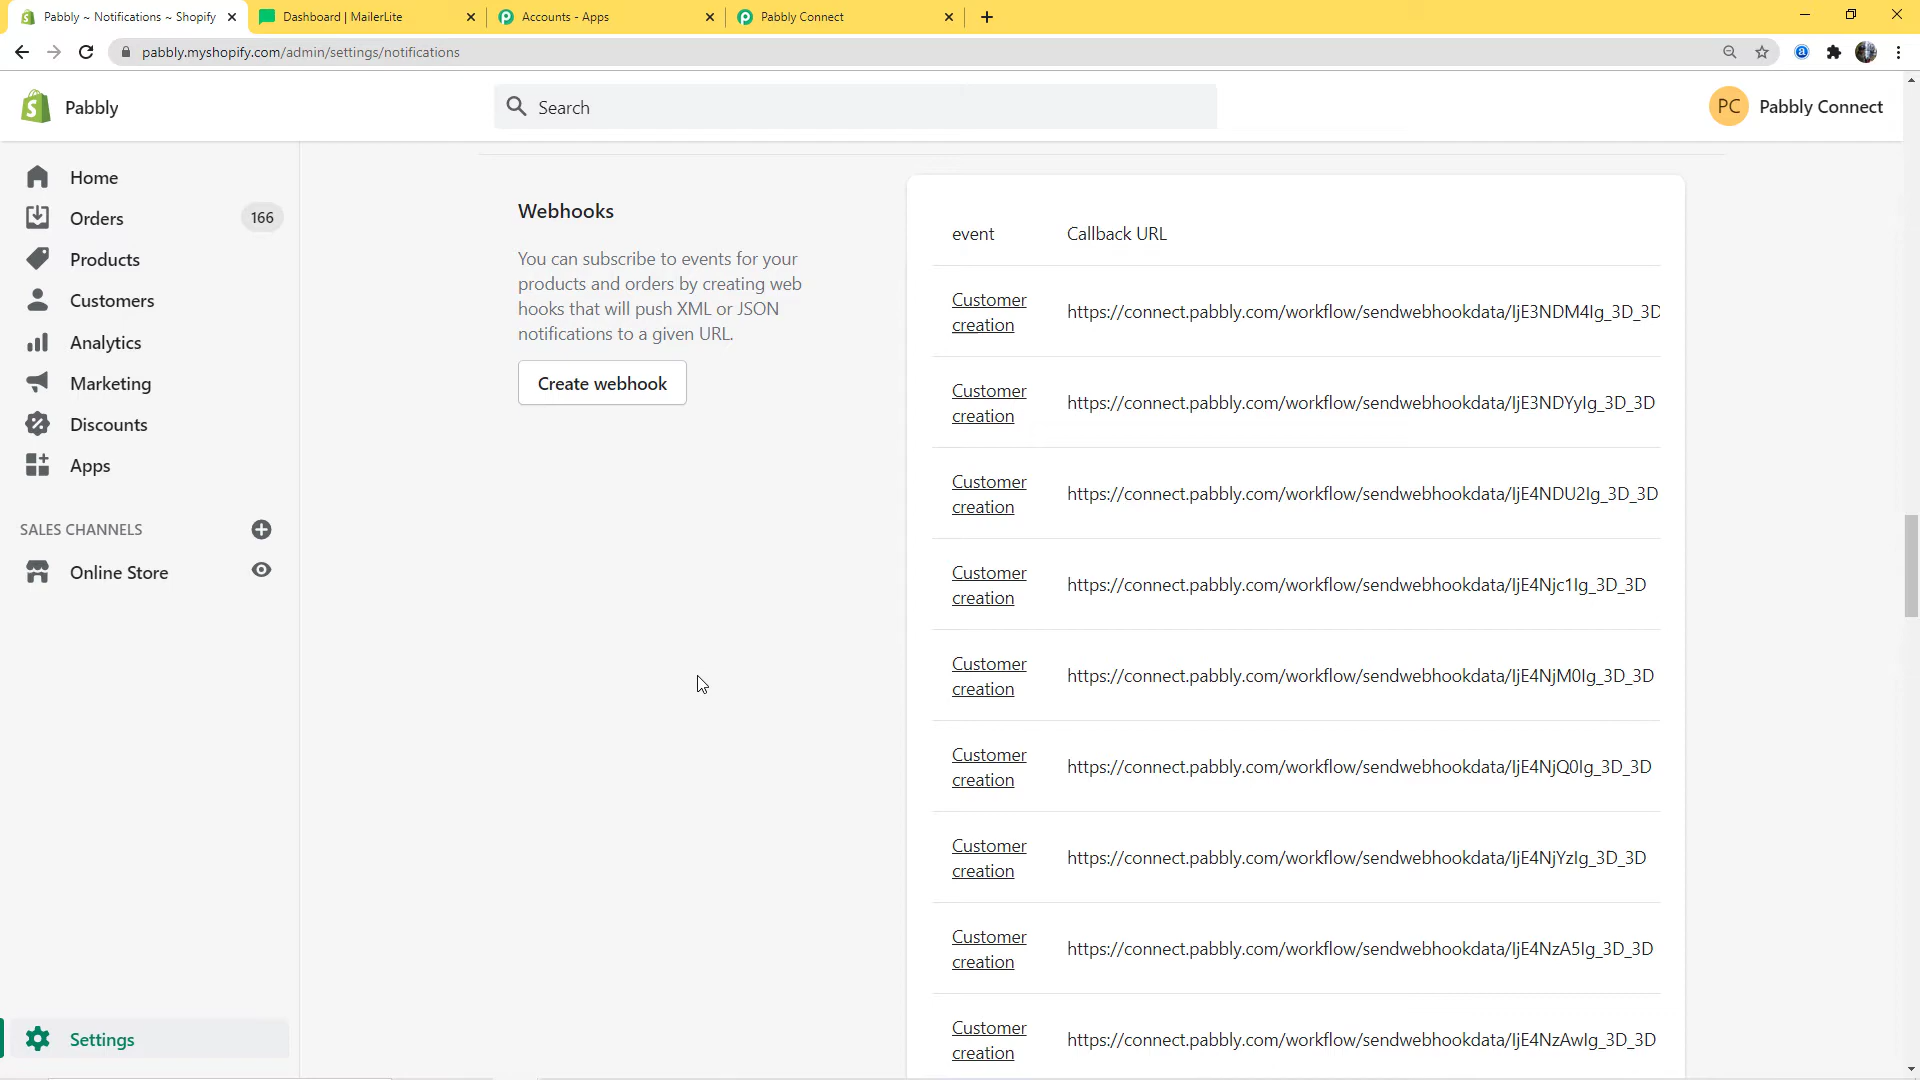 Pabbly ~ Notifications ~ Shopify
Dashboard | MailerLite
Accounts - Apps
Pabbly Connect
pabbly.myshopify.com/admin/settings/notifications
Pabbly
Search
PC
Pabbly Connect
Home
Orders
166
Products
Customers
Analytics
Marketing
Discounts
Apps
SALES CHANNELS
Online Store
Settings
Webhooks
You can subscribe to events for your
products and orders by creating web
hooks that will push XML or JSON
notifications to a given URL.
Create webhook
event
Callback URL
Customer
creation
https://connect.pabbly.com/workflow/sendwebhookdata/IjE3NDM4Ig_3D_3D
Customer
creation
https://connect.pabbly.com/workflow/sendwebhookdata/IjE3NDYyIg_3D_3D
Customer
creation
https://connect.pabbly.com/workflow/sendwebhookdata/IjE4NDU2Ig_3D_3D
Customer
creation
https://connect.pabbly.com/workflow/sendwebhookdata/IjE4Njc1Ig_3D_3D
Customer
creation
https://connect.pabbly.com/workflow/sendwebhookdata/IjE4NjM0Ig_3D_3D
Customer
creation
https://connect.pabbly.com/workflow/sendwebhookdata/IjE4NjQ0Ig_3D_3D
Customer
creation
https://connect.pabbly.com/workflow/sendwebhookdata/IjE4NjYzIg_3D_3D
Customer
creation
https://connect.pabbly.com/workflow/sendwebhookdata/IjE4NzA5Ig_3D_3D
Customer
creation
https://connect.pabbly.com/workflow/sendwebhookdata/IjE4NzAwIg_3D_3D